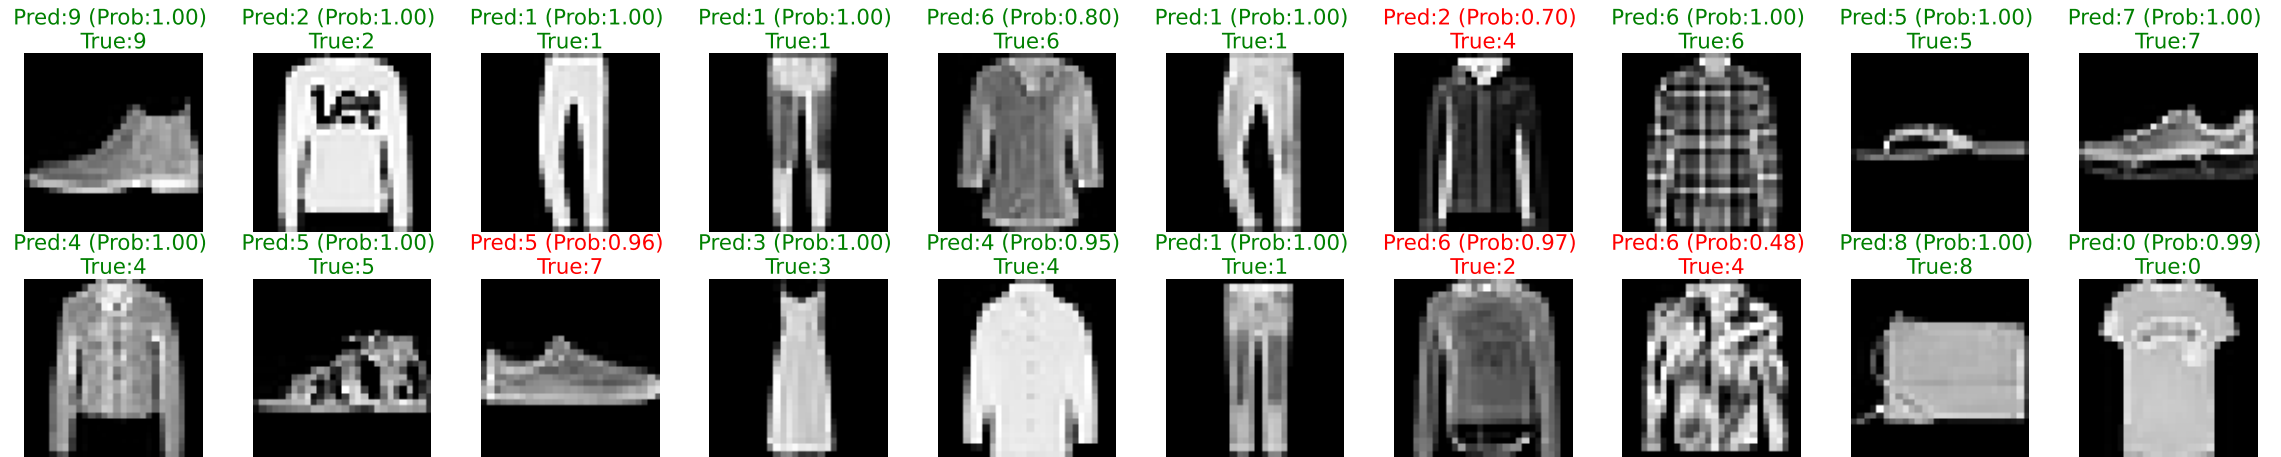 Pred:9 (Prob:1.00)
True:9
Pred:2 (Prob:1.00)
True:2
Pred:1 (Prob:1.00)
True:1
Pred:1 (Prob:1.00)
True:1
Pred:6 (Prob:0.80)
True:6
Pred:1 (Prob:1.00)
True:1
Pred:2 (Prob:0.70)
True:4
Pred:6 (Prob:1.00)
True:6
Pred:5 (Prob:1.00)
True:5
Pred:7 (Prob:1.00)
True:7
Lee
Pred:4 (Prob:1.00)
True:4
Pred:5 (Prob:1.00)
True:5
Pred:5 (Prob:0.96)
True:7
Pred:3 (Prob:1.00)
True:3
Pred:4 (Prob:0.95)
True:4
Pred:1 (Prob:1.00)
True:1
Pred:6 (Prob:0.97)
True:2
Pred:6 (Prob:0.48)
True:4
Pred:8 (Prob:1.00)
True:8
Pred:0 (Prob:0.99)
True:0